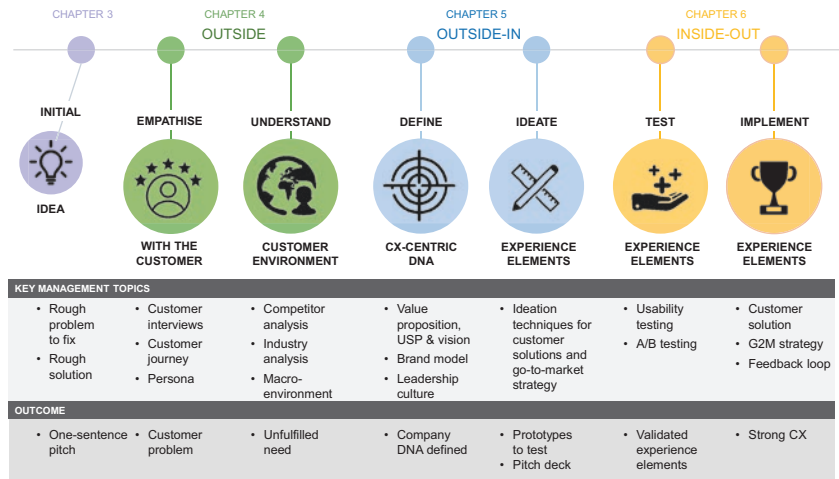 CHAPTER 3
CHAPTER 4
OUTSIDE
CHAPTER 5
OUTSIDE-IN
CHAPTER 6
INSIDE-OUT
INITIAL
IDEA
EMPATHISE
WITH THE
CUSTOMER
UNDERSTAND
CUSTOMER
ENVIRONMENT
DEFINE
CX-CENTRIC
DNA
IDEATE
EXPERIENCE
ELEMENTS
TEST
EXPERIENCE
ELEMENTS
IMPLEMENT
EXPERIENCE
ELEMENTS
KEY MANAGEMENT TOPICS
• Rough
problem
to fix
• Rough
solution
• Customer
interviews
• Customer
journey
• Persona
• Competitor
analysis
• Industry
analysis
• Macro-
environment
• Value
proposition,
USP & vision
• Brand model
• Leadership
culture
• Ideation
techniques for
customer
solutions and
go-to-market
strategy
• Usability
testing
• A/B testing
• Customer
solution
• G2M strategy
• Feedback loop
OUTCOME
• One-sentence
pitch
• Customer
problem
• Unfulfilled
need
• Company
DNA defined
• Prototypes
to test
• Pitch deck
• Validated
experience
elements
• Strong CX